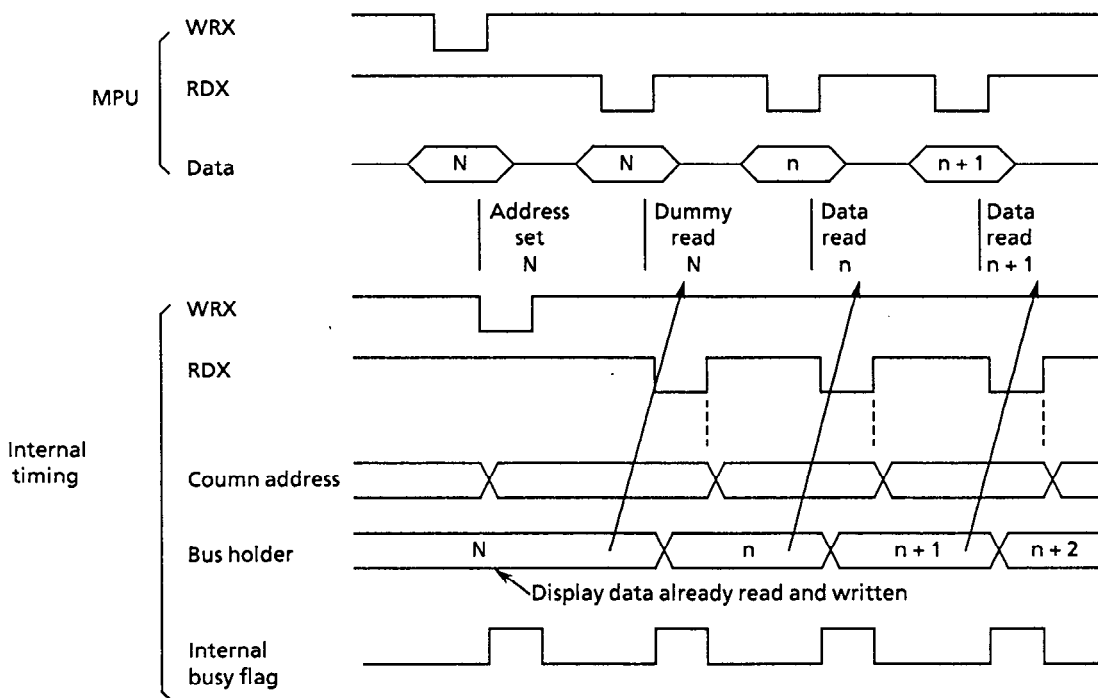 WRX
MPU
RDX
Data
N
N
n
n + 1
Address
set
N
Dummy
read
N
Data
read
n
Data
read
n + 1
WRX
RDX
Internal
timing
Coumn address
Bus holder
N
n
n + 1
n + 2
Display data already read and written
Internal
busy flag